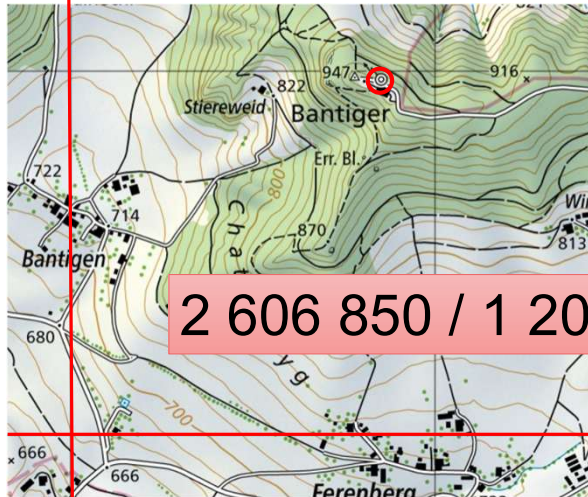 947
916
822
Stiereweid
Bantiger
Err. Bl.
722
800
714
870
813
Bantigen
2 606 850 / 1 20
680
y g
700
666
666
Ferenberg